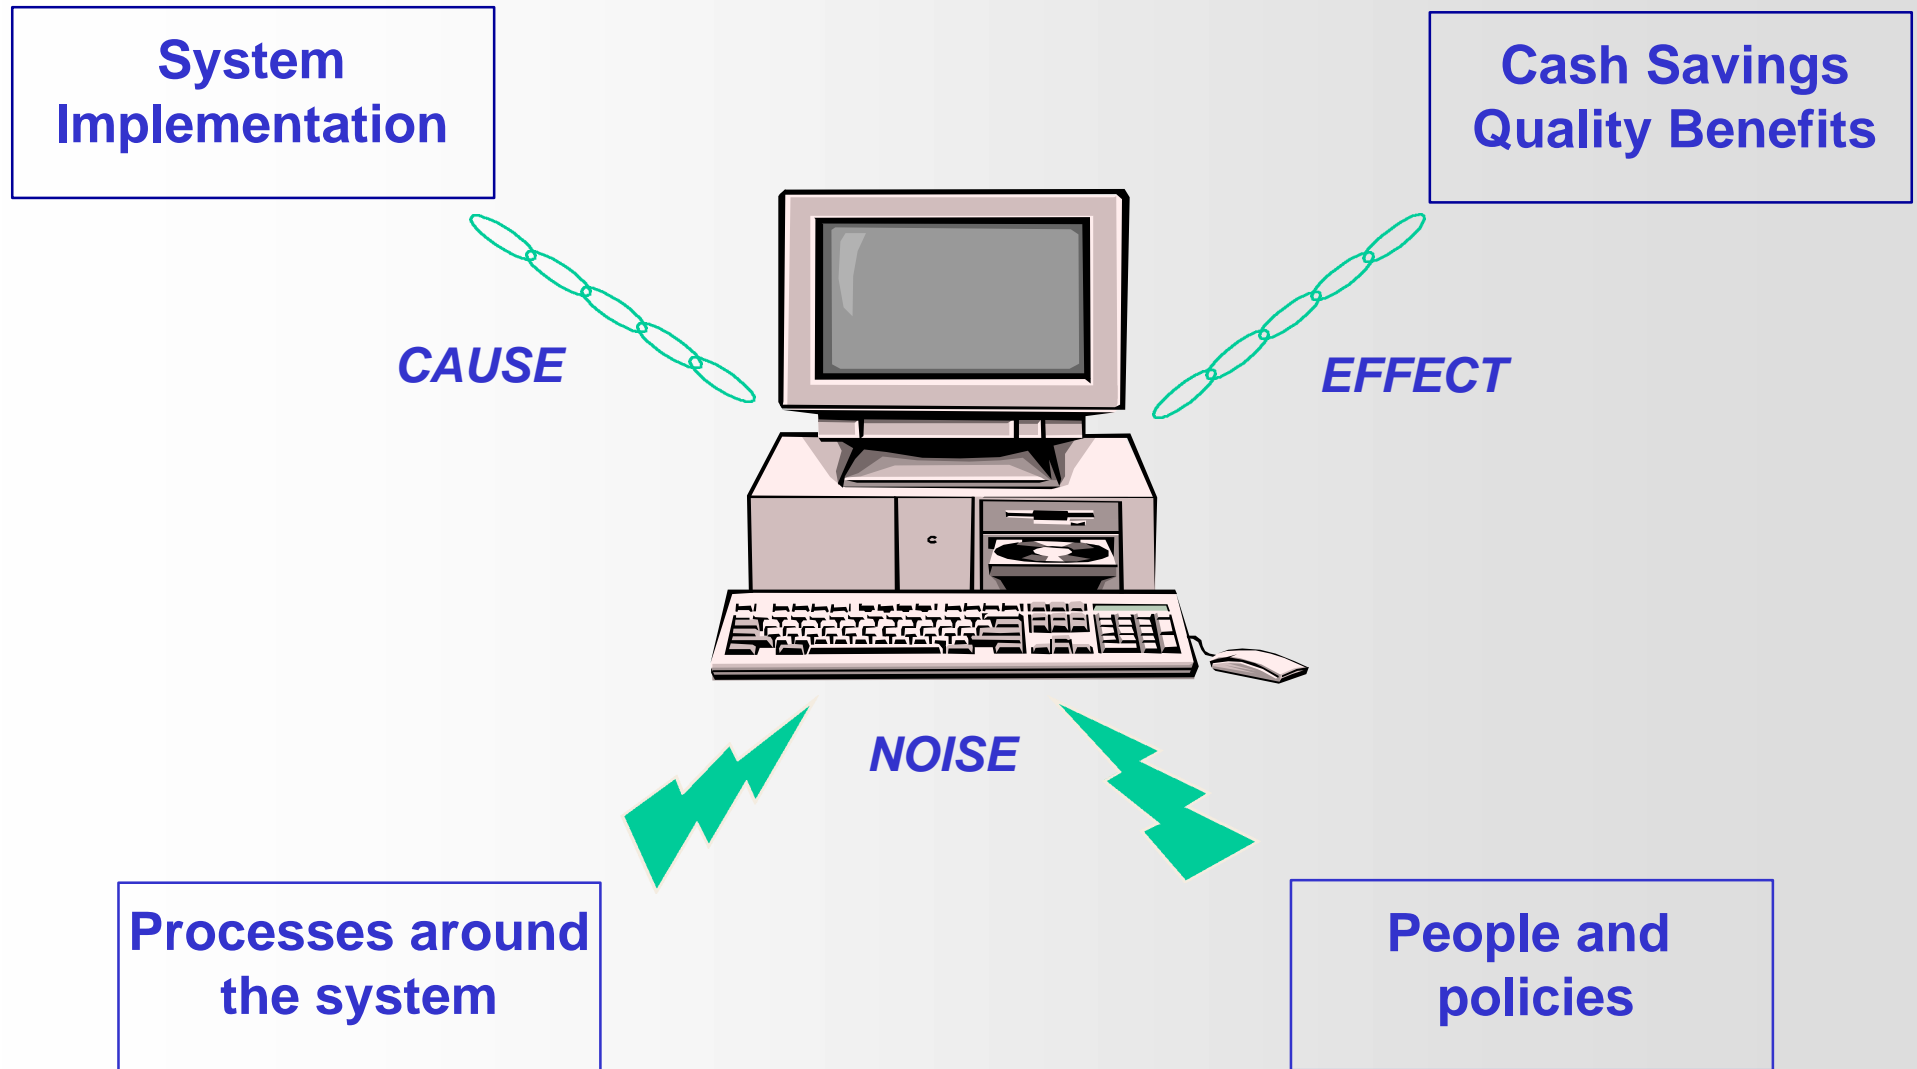 System
Implementation
Cash Savings
Quality Benefits
CAUSE
EFFECT
NOISE
Processes around
the system
People and
policies